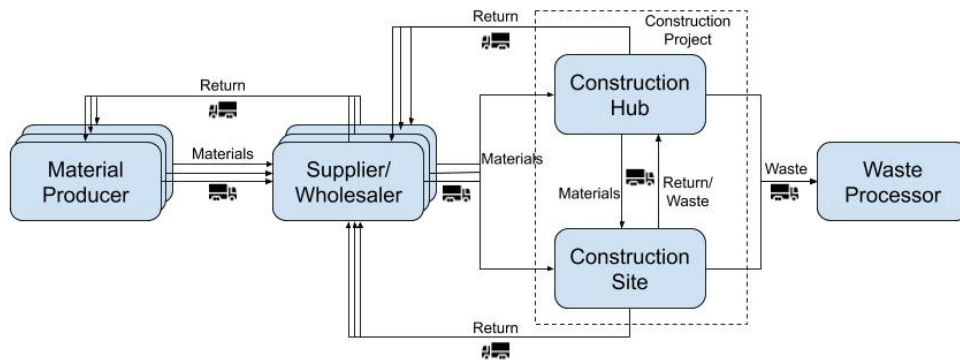 Return
Construction
Project
Return
Construction
Hub
Material
Producer
Materials
Supplier/
Wholesaler
Materials
Materials
Return/
Waste
Waste
Waste
Processor
Construction
Site
Return